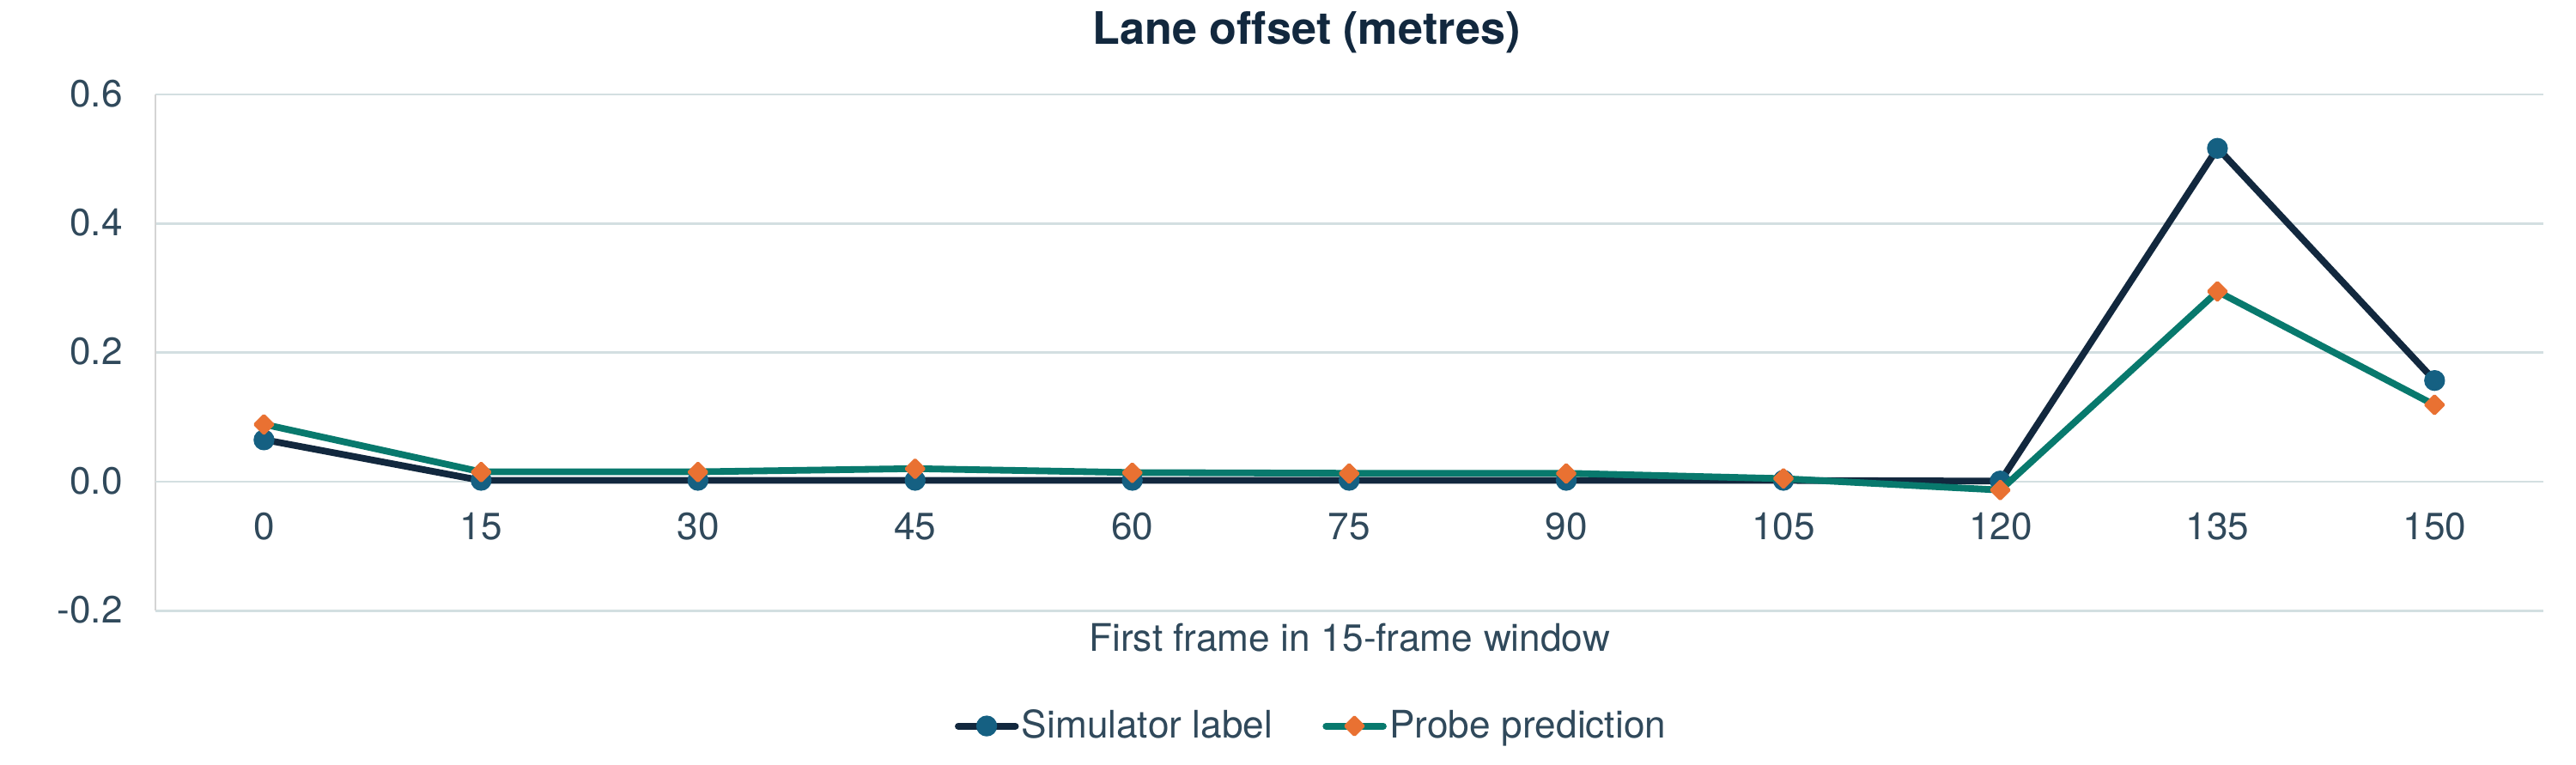 Lane offset (metres)
0.6
0.4
0.2
0.0
-0.2
0 15 30 45 60 75 90 105 120 135 150
First frame in 15-frame window
Simulator label Probe prediction